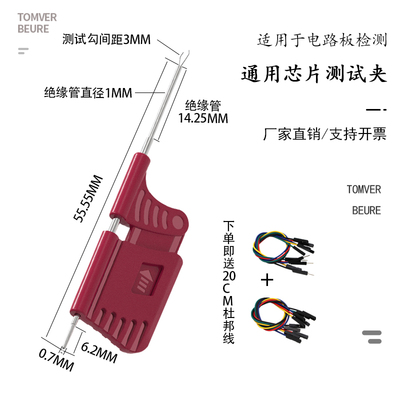 TOMVER
BEURE
适用于电路板检测
通用芯片测试夹
厂家直销/支持开票
测试勾间距3MM
绝缘管直径1MM
绝缘管
14.25MM
55.55MM
TOMVER
BEURE
下单即送20CM杜邦线
+
6.2MM
0.7MM